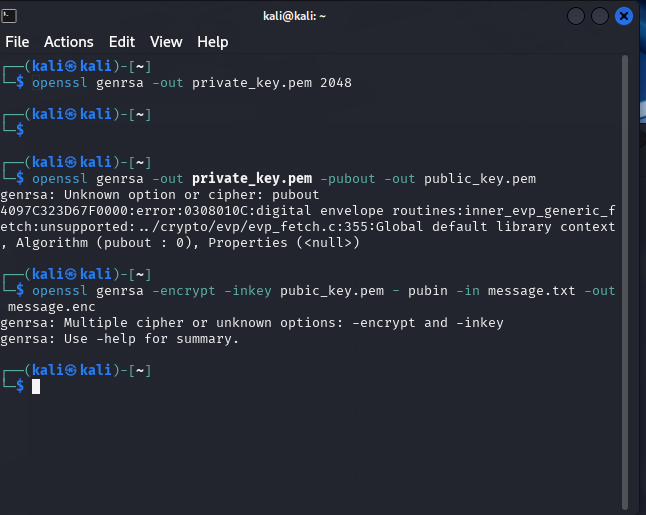 kali@kali: ~
File Actions Edit View Help
┌──(kali㉿kali)-[~]
└─$ openssl genrsa -out private_key.pem 2048
┌──(kali㉿kali)-[~]
└─$
┌──(kali㉿kali)-[~]
└─$ openssl genrsa -out private_key.pem -pubout -out public_key.pem
genrsa: Unknown option or cipher: pubout
4097C323D67F0000:error:0308010C:digital envelope routines:inner_evp_generic_f
etch:unsupported:../crypto/evp/evp_fetch.c:355:Global default library context
, Algorithm (pubout : 0), Properties (<null>)
┌──(kali㉿kali)-[~]
└─$ openssl genrsa -encrypt -inkey pubic_key.pem - pubin -in message.txt -out
message.enc
genrsa: Multiple cipher or unknown options: -encrypt and -inkey
genrsa: Use -help for summary.
┌──(kali㉿kali)-[~]
└─$